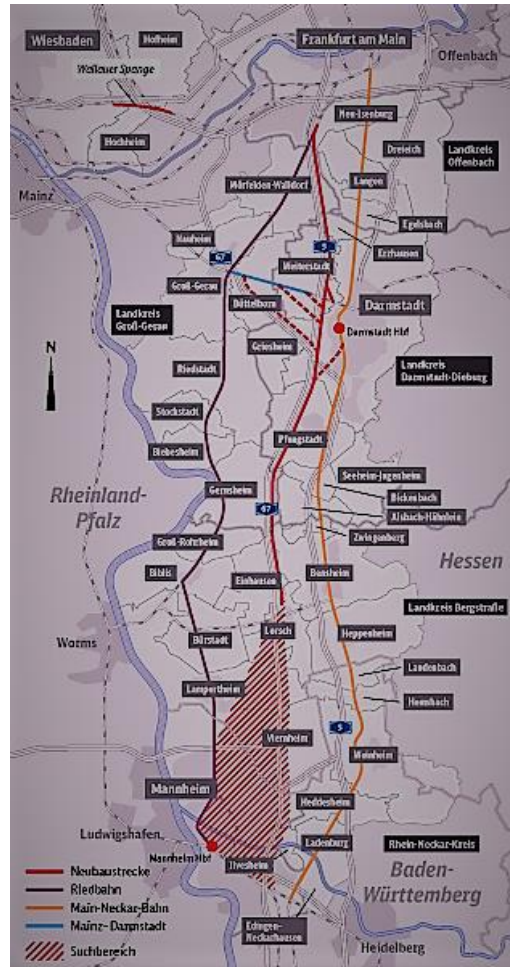 Wiesbaden
Hofheim
Frankfurt am Main
Offenbach
Wallauer Spange
Hochheim
Neu-Isenburg
Dreieich
Landkreis
Offenbach
Mainz
Mörfelden-Walldorf
Langen
Egelsbach
Erzhausen
Nauheim
67
5
Weiterstadt
Groß-Gerau
Büttelborn
Darmstadt
Landkreis
Groß-Gerau
Darmstadt Hbf
Griesheim
N
Riedstadt
Landkreis
Darmstadt-Dieburg
Stockstadt
Biebesheim
Pfungstadt
Seeheim-Jugenheim
Gernsheim
Bickenbach
Rheinland-
Pfalz
67
Alsbach-Hähnlein
Groß-Rohrheim
Zwingenberg
Hessen
Biblis
Einhausen
Bensheim
Landkreis Bergstraße
Worms
Bürstadt
Lorsch
Heppenheim
Laudenbach
Lampertheim
Hemsbach
Viernheim
5
Weinheim
Mannheim
Heddesheim
Ludwigshafen
Ladenburg
Rhein-Neckar-Kreis
Mannheim Hbf
Ilvesheim
Baden-
Württemberg
Neubaustrecke
Riedbahn
Main-Neckar-Bahn
Mainz–Darmstadt
Suchbereich
Edingen-
Neckarhausen
Heidelberg